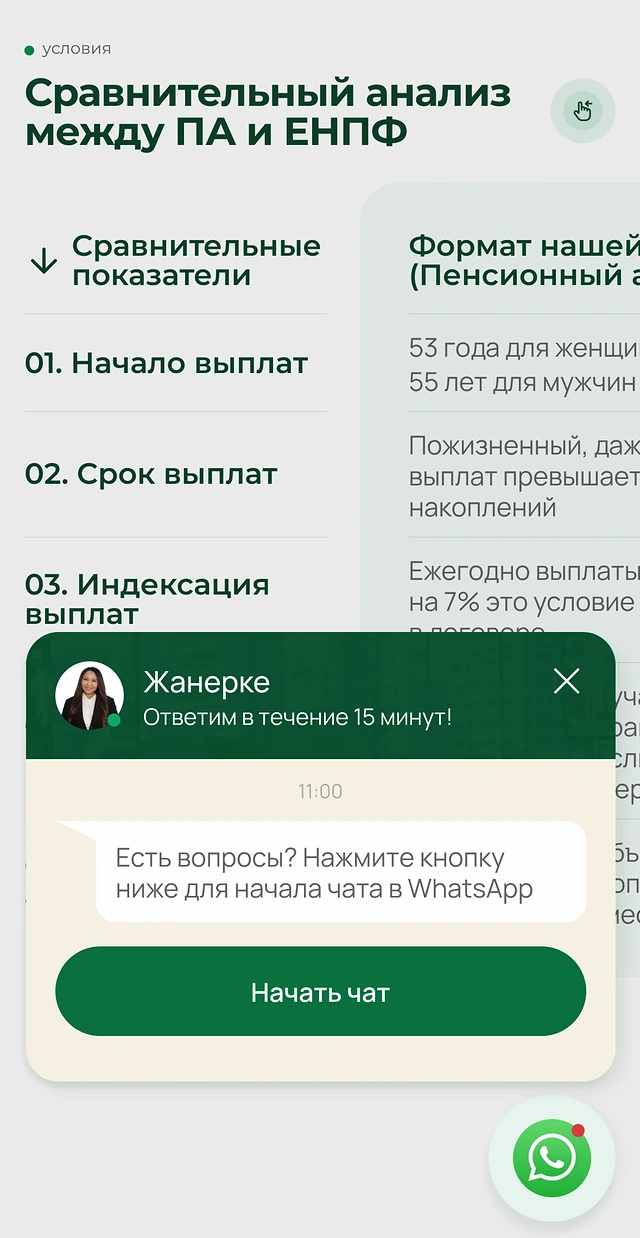 условия
Сравнительный анализ
между ПА и ЕНПФ
Сравнительные
показатели
Формат нашей
(Пенсионный
01. Начало выплат
53 года для
55 лет для мужчин
02. Срок выплат
Пожизненный,
выплат превышает
накоплений
03. Индексация
выплат
Ежегодно выплаты
на 7% это условие
в договоре
Жанерке
Ответим в течение 15 минут!
11:00
Есть вопросы? Нажмите кнопку
ниже для начала чата в WhatsApp
Начать чат